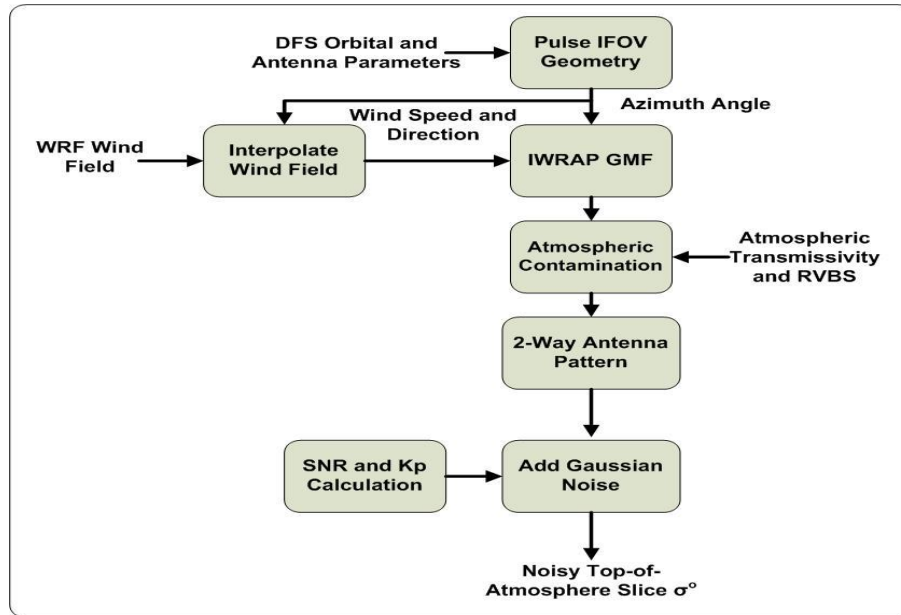 DFS Orbital and
Antenna Parameters
Pulse IFOV
Geometry
Azimuth Angle
Wind Speed and
Direction
WRF Wind
Field
Interpolate
Wind Field
IWRAP GMF
Atmospheric
Contamination
Atmospheric
Transmissivity
and RVBS
2-Way Antenna
Pattern
SNR and Kp
Calculation
Add Gaussian
Noise
Noisy Top-of-
Atmosphere Slice σ°